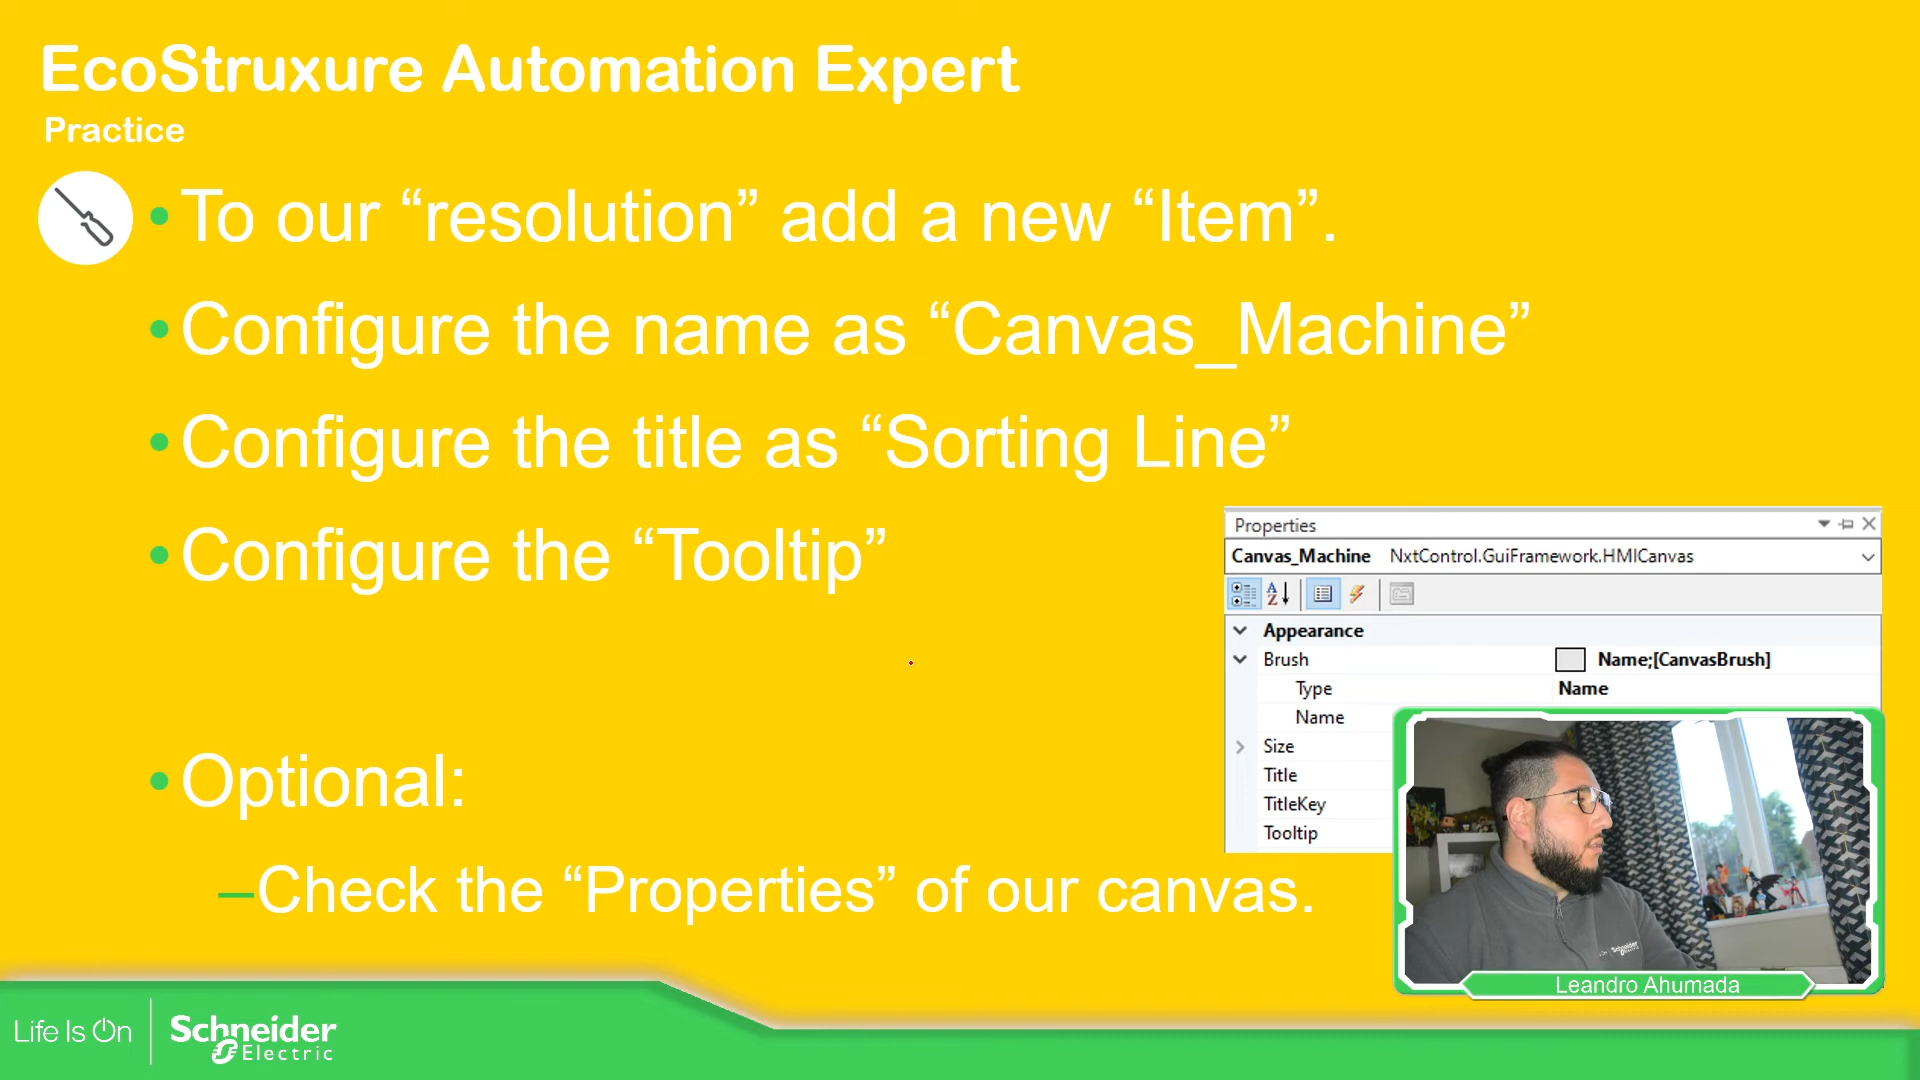 EcoStruxure Automation Expert
Practice
• To our “resolution” add a new “Item”.
• Configure the name as “Canvas_Machine”
• Configure the title as “Sorting Line”
• Configure the “Tooltip”
Properties
Canvas_Machine NxtControl.GuiFramework.HMICanvas
Appearance
Brush Name;[CanvasBrush]
Type Name
Name
Size
Title
TitleKey
Tooltip
• Optional:
–Check the “Properties” of our canvas.
Schneider
Electric
Leandro Ahumada
Life Is On
Schneider
Electric